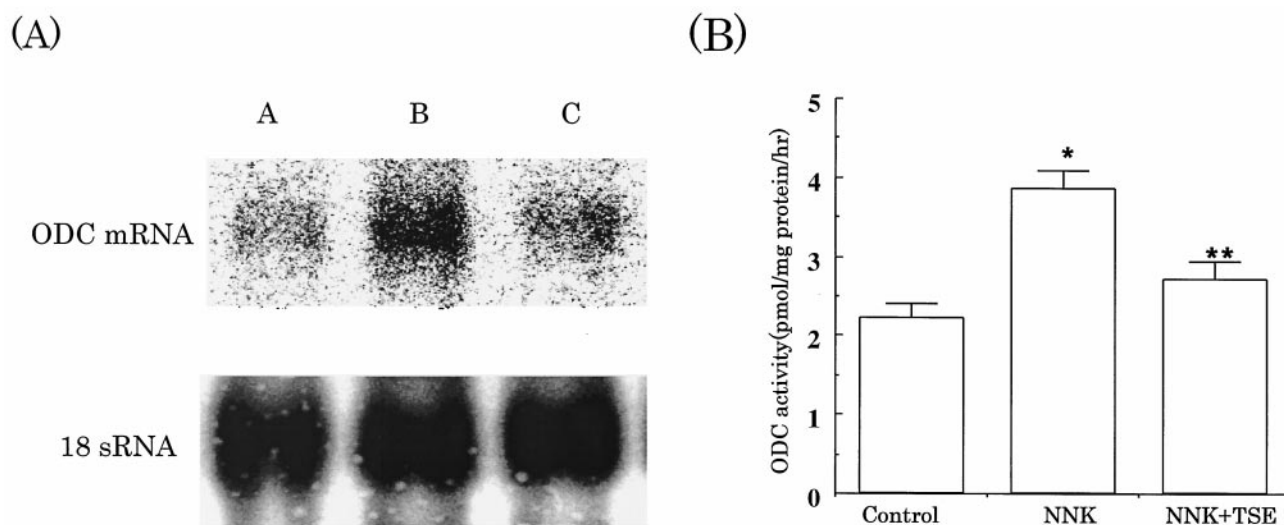 (A)
A B C
ODC mRNA
18 sRNA
(B)
ODC activity(pmol/mg protein/hr)
5
4
3
2
1
0
*
**
Control NNK NNK+TSE